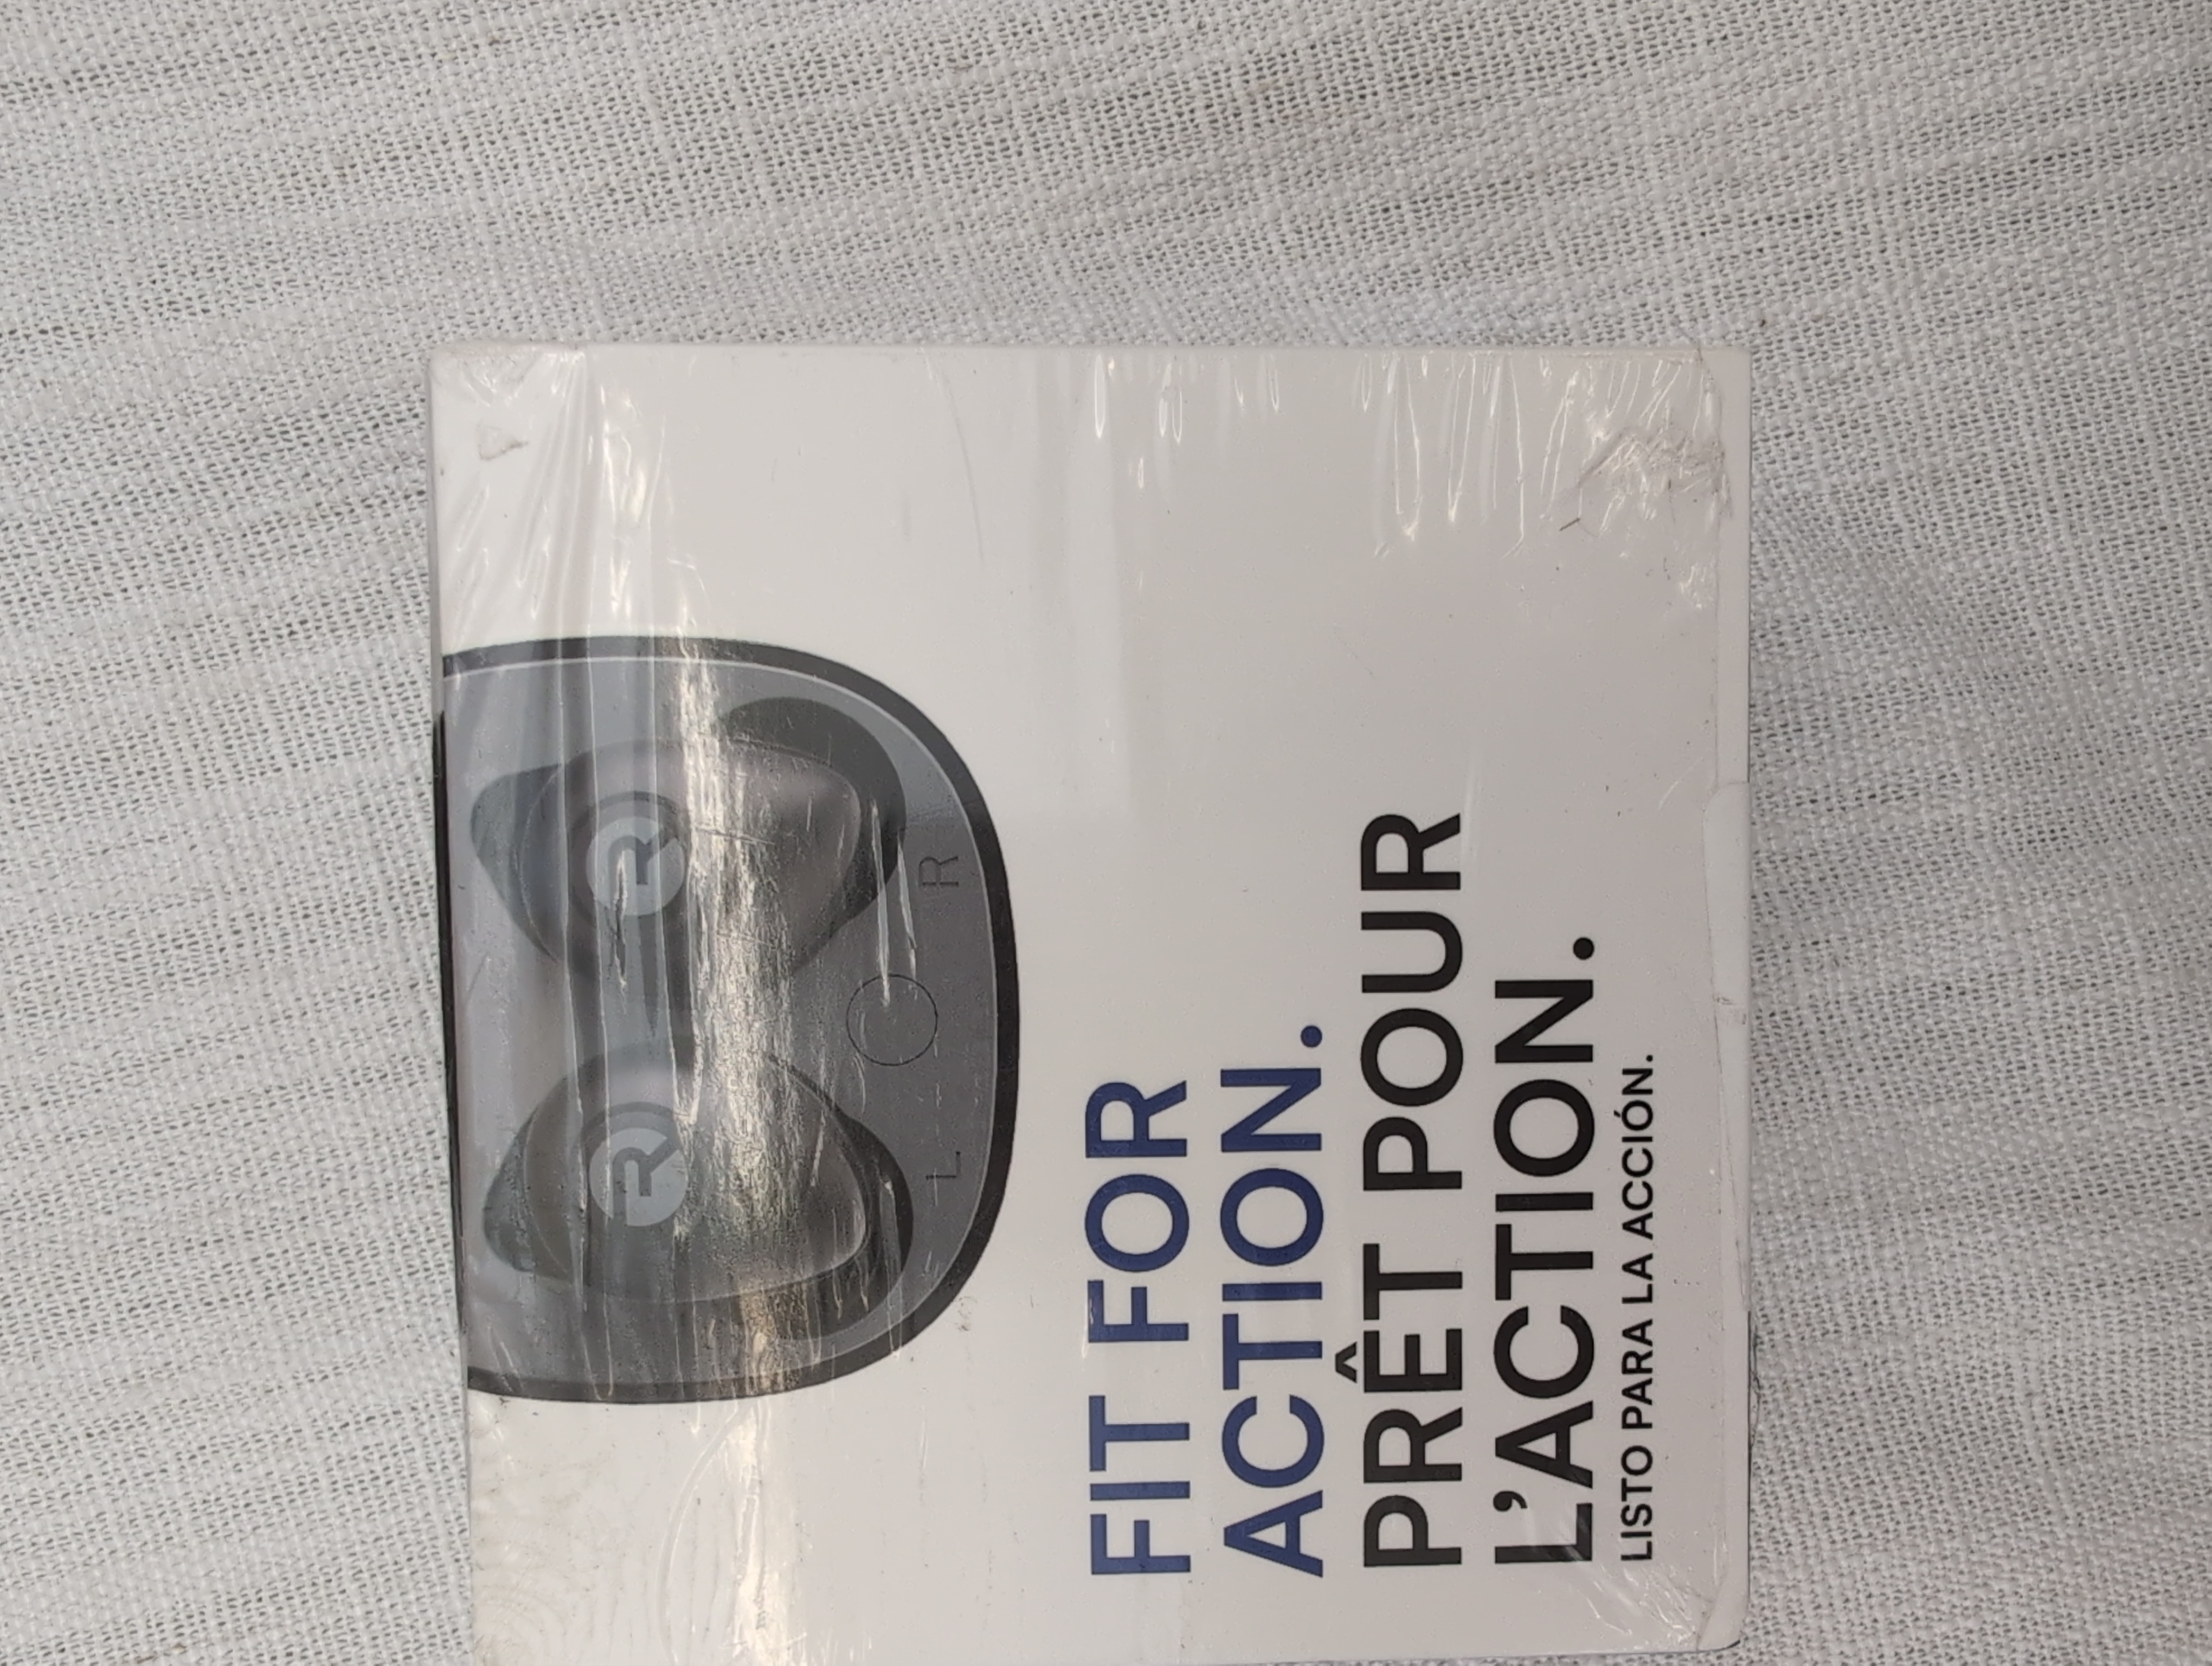 R
R
L
R
FIT FOR
ACTION.
PRÊT POUR
L'ACTION.
LISTO PARA LA ACCIÓN.